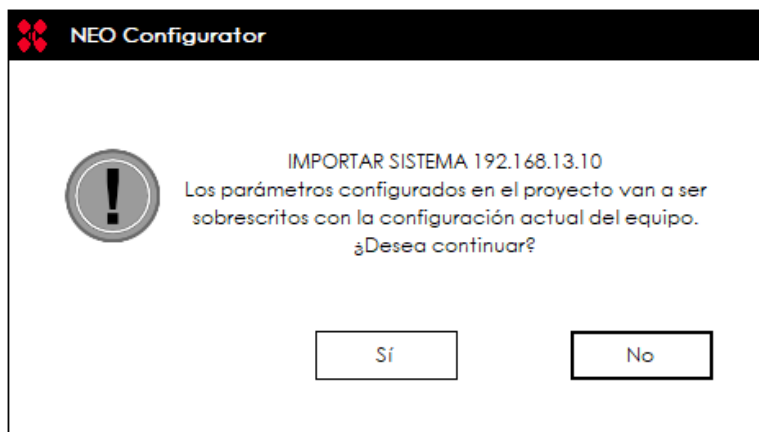 NEO Configurator
IMPORTAR SISTEMA 192.168.13.10
Los parámetros configurados en el proyecto van a ser
sobrescritos con la configuración actual del equipo.
¿Desea continuar?
Sí
No